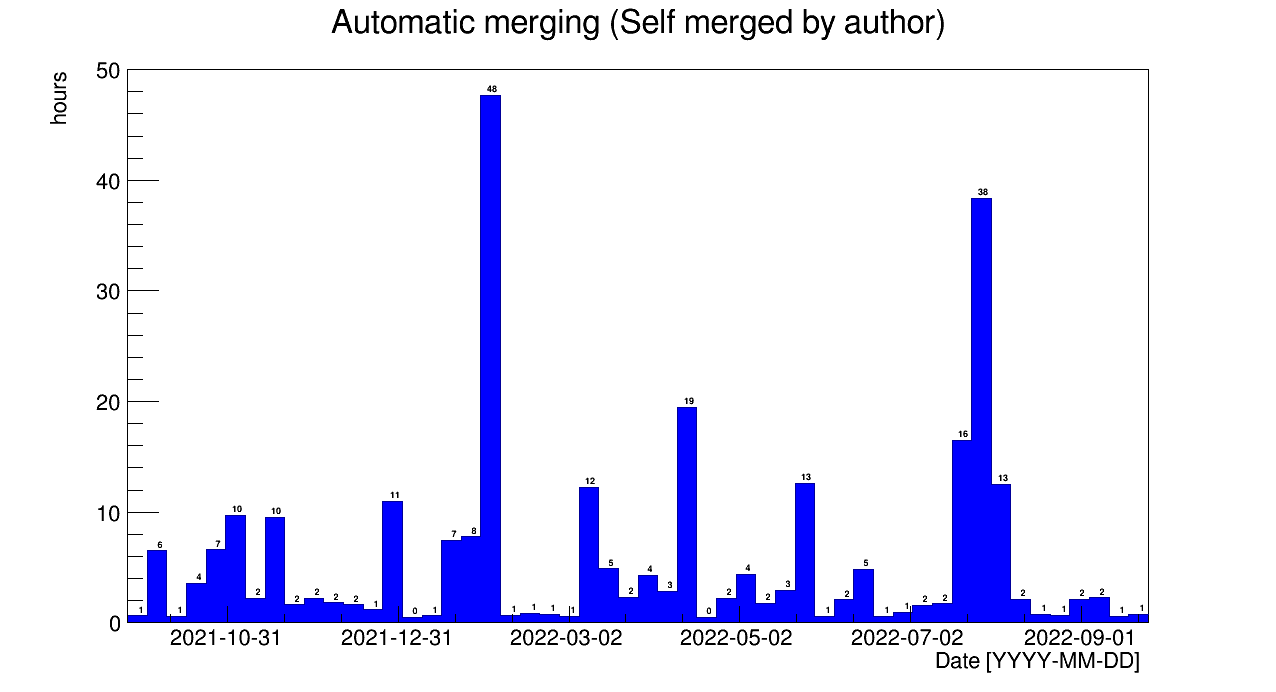 Automatic merging (Self merged by author)
hours
50
40
30
20
10
0
1 6 1 4 7 10 2 10 2 2 2 2 1 11 0 1 7 8 48 1 1 1 1 12 5 2 4 3 19 0 2 4 2 3 13 1 2 5 1 1 2 2 16 38 13 2 1 1 2 2 1 1
2021-10-31 2021-12-31 2022-03-02 2022-05-02 2022-07-02 2022-09-01
Date [YYYY-MM-DD]